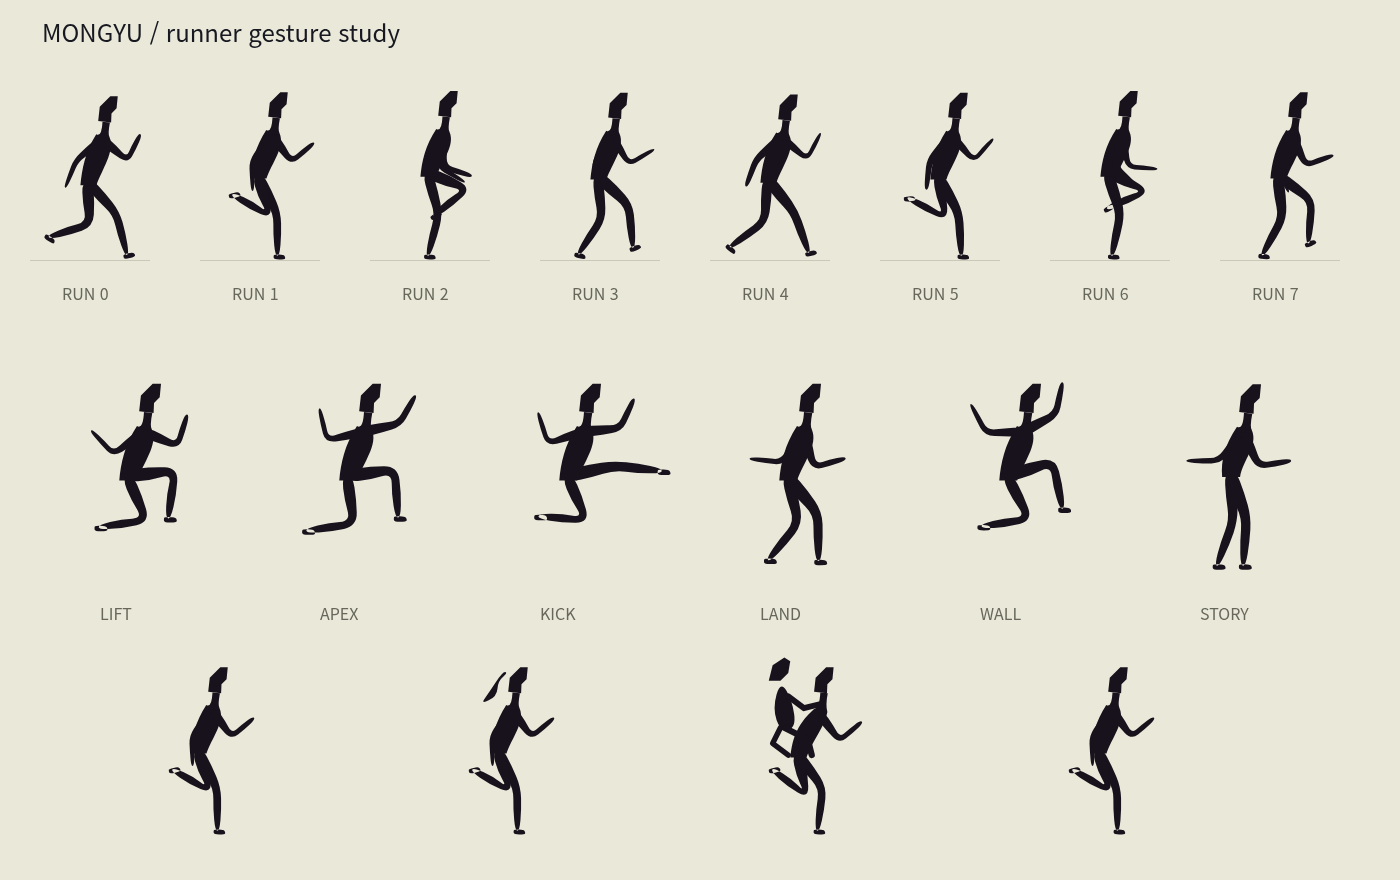 MONGYU / runner gesture study
RUN 0
RUN 1
RUN 2
RUN 3
RUN 4
RUN 5
RUN 6
RUN 7
LIFT
APEX
KICK
LAND
WALL
STORY